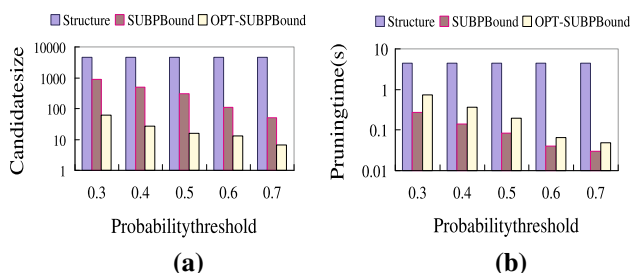 Structure SUBPBound OPT-SUBPBound
10000
1000
100
10
1
Candidatesize
0.3 0.4 0.5 0.6 0.7
Probabilitythreshold
(a)
Structure SUBPBound OPT-SUBPBound
10
1
0.1
0.01
Pruningtime(s)
0.3 0.4 0.5 0.6 0.7
Probabilitythreshold
(b)